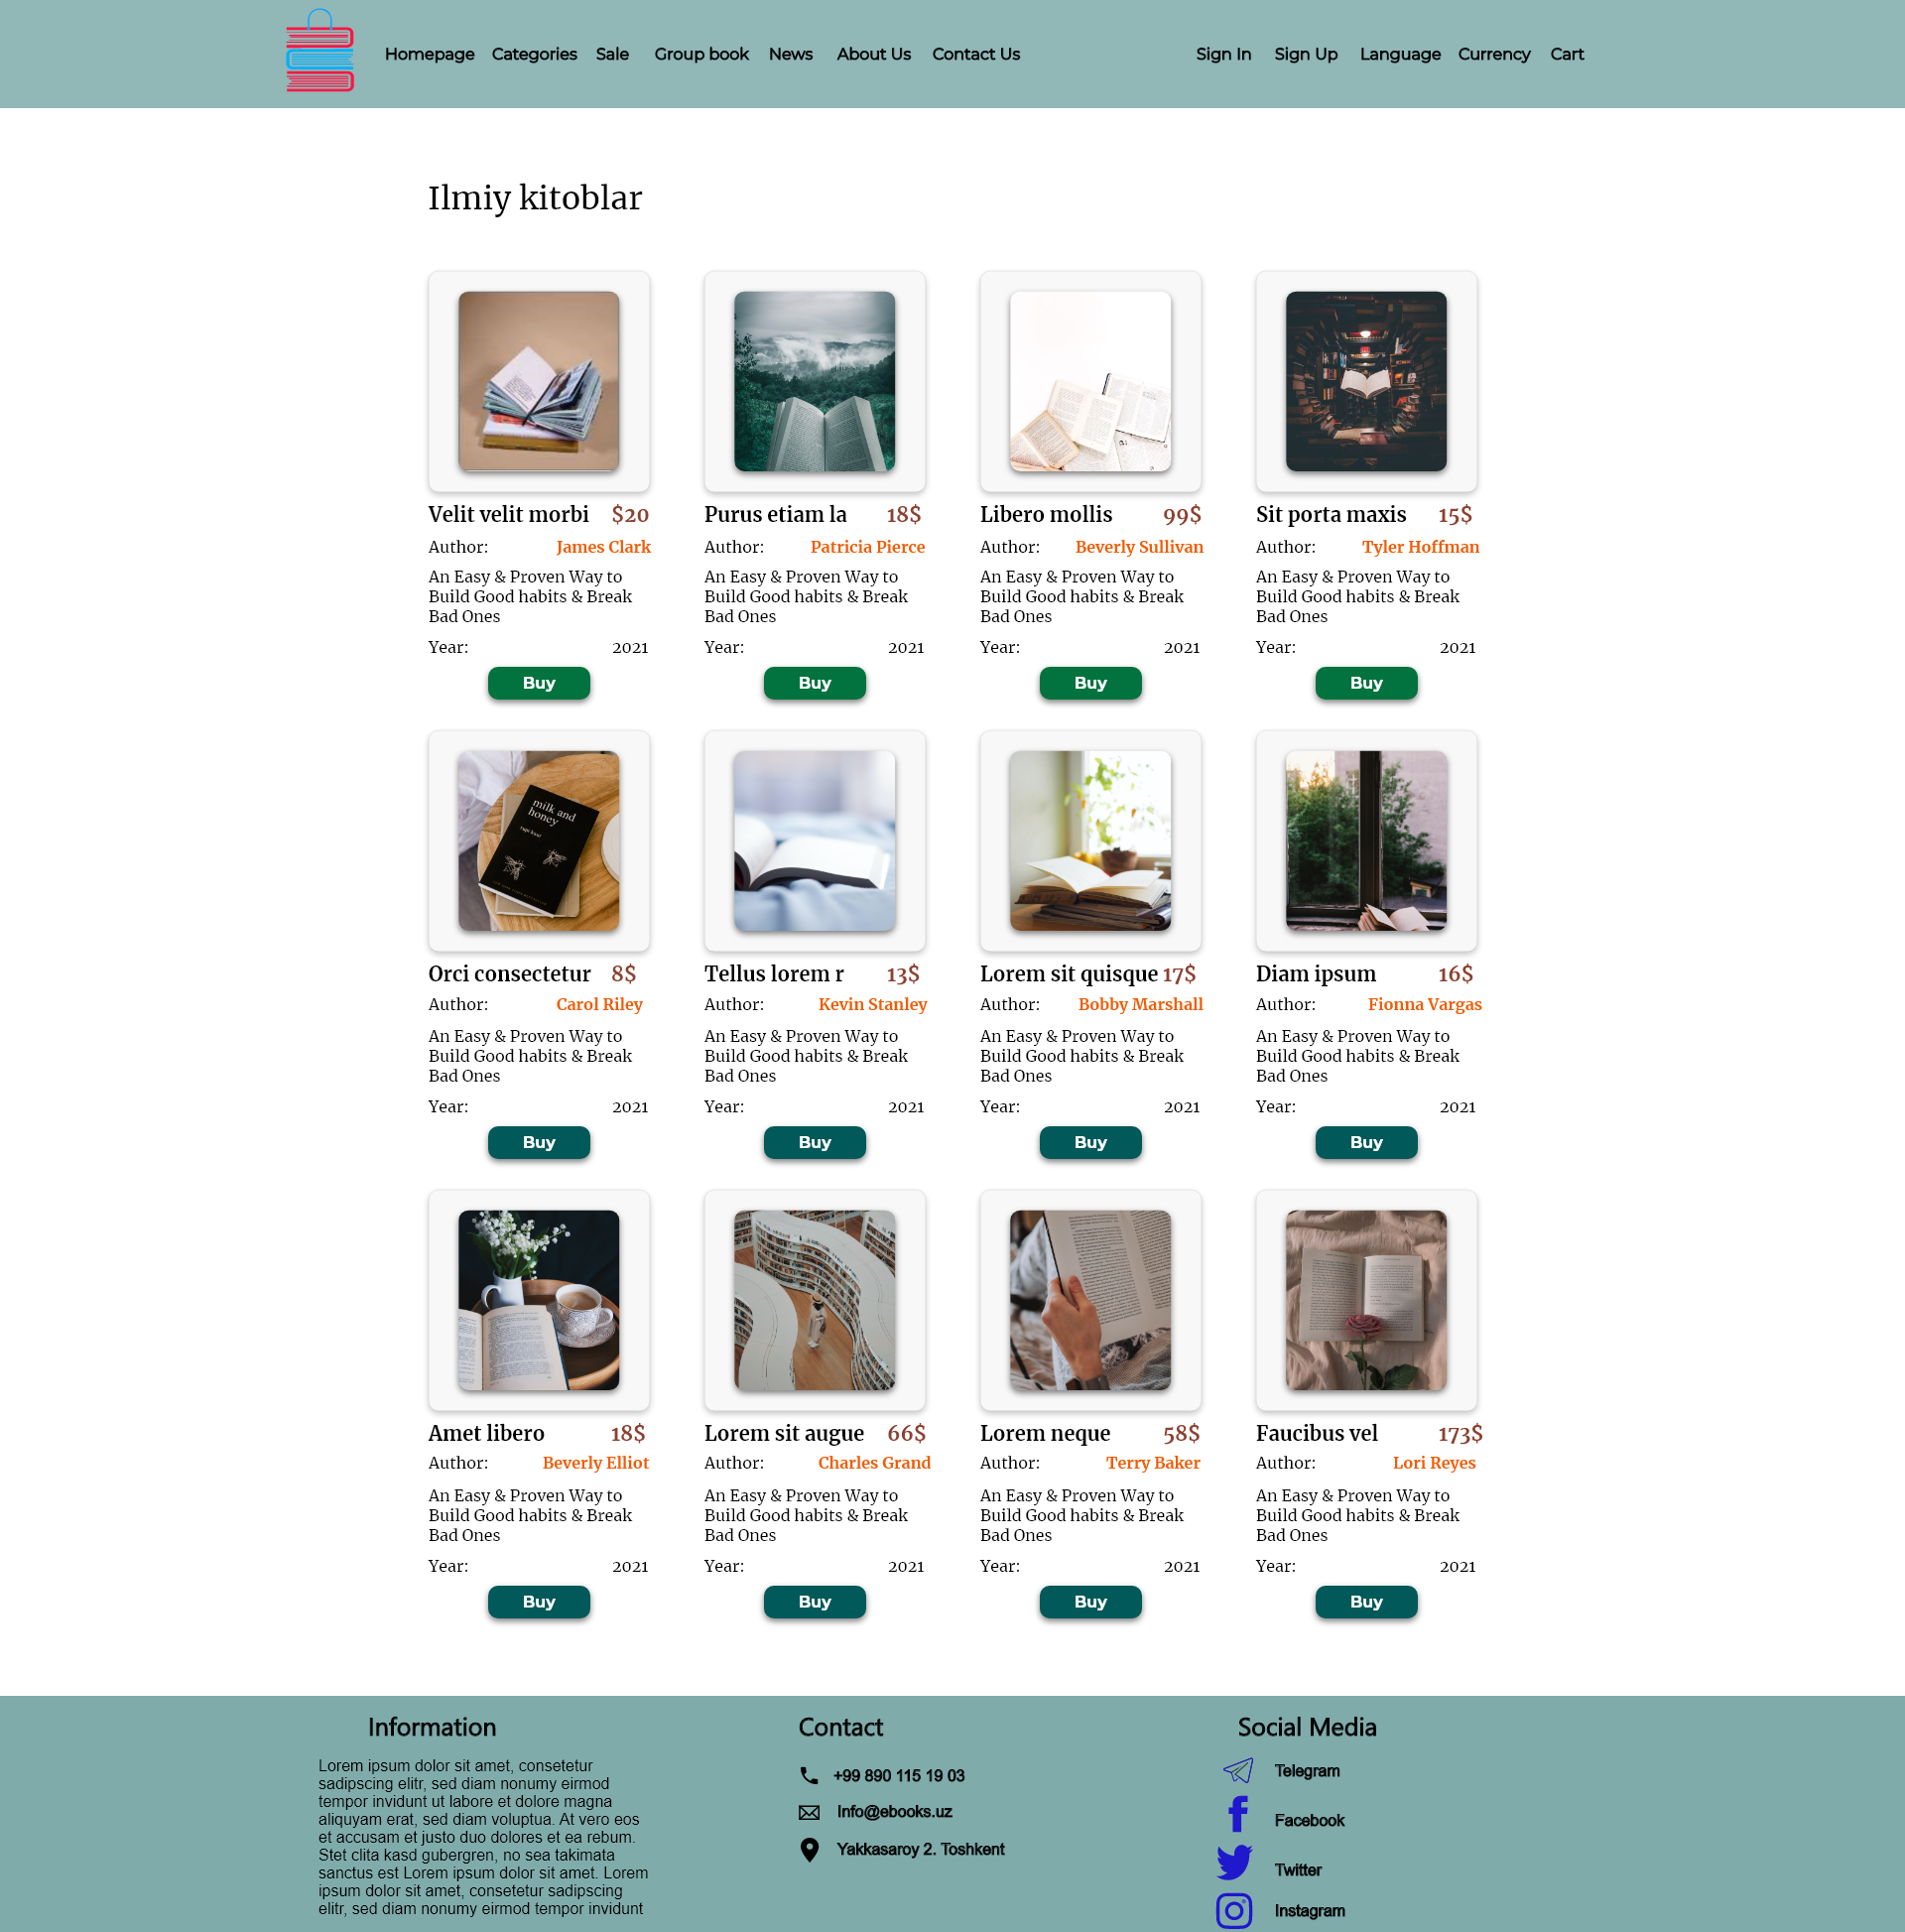 Homepage Categories Sale Group book News About Us Contact Us Sign In Sign Up Language Currency Cart
Ilmiy kitoblar
Velit velit morbi $20
Author: James Clark
An Easy & Proven Way to
Build Good habits & Break
Bad Ones
Year: 2021
Buy
Purus etiam la 18$
Author: Patricia Pierce
An Easy & Proven Way to
Build Good habits & Break
Bad Ones
Year: 2021
Buy
Libero mollis 99$
Author: Beverly Sullivan
An Easy & Proven Way to
Build Good habits & Break
Bad Ones
Year: 2021
Buy
Sit porta maxis 15$
Author: Tyler Hoffman
An Easy & Proven Way to
Build Good habits & Break
Bad Ones
Year: 2021
Buy
milk and
honey
rupi kaur
Orci consectetur 8$
Author: Carol Riley
An Easy & Proven Way to
Build Good habits & Break
Bad Ones
Year: 2021
Buy
Tellus lorem r 13$
Author: Kevin Stanley
An Easy & Proven Way to
Build Good habits & Break
Bad Ones
Year: 2021
Buy
Lorem sit quisque 17$
Author: Bobby Marshall
An Easy & Proven Way to
Build Good habits & Break
Bad Ones
Year: 2021
Buy
Diam ipsum 16$
Author: Fionna Vargas
An Easy & Proven Way to
Build Good habits & Break
Bad Ones
Year: 2021
Buy
Amet libero 18$
Author: Beverly Elliot
An Easy & Proven Way to
Build Good habits & Break
Bad Ones
Year: 2021
Buy
Lorem sit augue 66$
Author: Charles Grand
An Easy & Proven Way to
Build Good habits & Break
Bad Ones
Year: 2021
Buy
Lorem neque 58$
Author: Terry Baker
An Easy & Proven Way to
Build Good habits & Break
Bad Ones
Year: 2021
Buy
Faucibus vel 173$
Author: Lori Reyes
An Easy & Proven Way to
Build Good habits & Break
Bad Ones
Year: 2021
Buy
Information
Lorem ipsum dolor sit amet, consetetur
sadipscing elitr, sed diam nonumy eirmod
tempor invidunt ut labore et dolore magna
aliquyam erat, sed diam voluptua. At vero eos
et accusam et justo duo dolores et ea rebum.
Stet clita kasd gubergren, no sea takimata
sanctus est Lorem ipsum dolor sit amet. Lorem
ipsum dolor sit amet, consetetur sadipscing
elitr, sed diam nonumy eirmod tempor invidunt
Contact
+99 890 115 19 03
Info@ebooks.uz
Yakkasaroy 2. Toshkent
Social Media
Telegram
Facebook
Twitter
Instagram